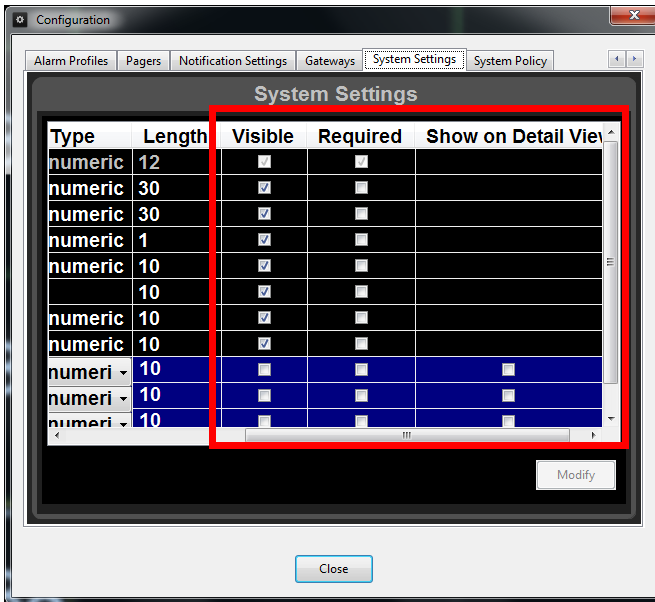 Configuration
Alarm Profiles Pagers Notification Settings Gateways System Settings System Policy
System Settings
Type Length Visible Required Show on Detail View
numeric 12
numeric 30
numeric 30
numeric 1
numeric 10
10
numeric 10
numeric 10
numeri 10
numeri 10
numeri 10
Modify
Close